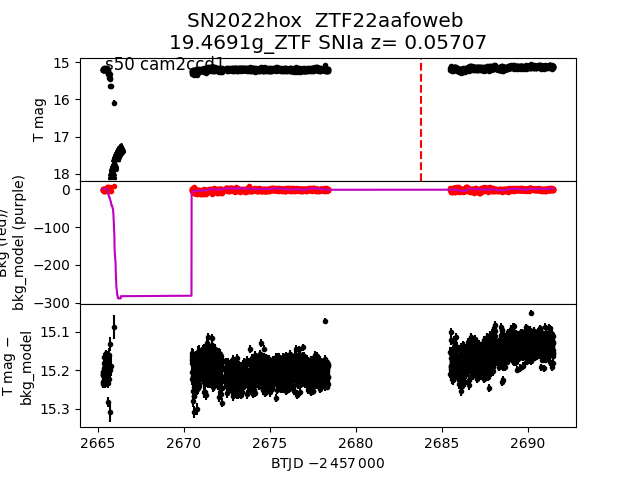 SN2022hox ZTF22aafoweb
19.4691g_ZTF SNIa z= 0.05707
s50 cam2ccd1
15
16
17
18
T mag
0
−100
−200
−300
Bkg (red)/
bkg_model (purple)
15.1
15.2
15.3
T mag −
bkg_model
2665 2670 2675 2680 2685 2690
BTJD −2 457 000